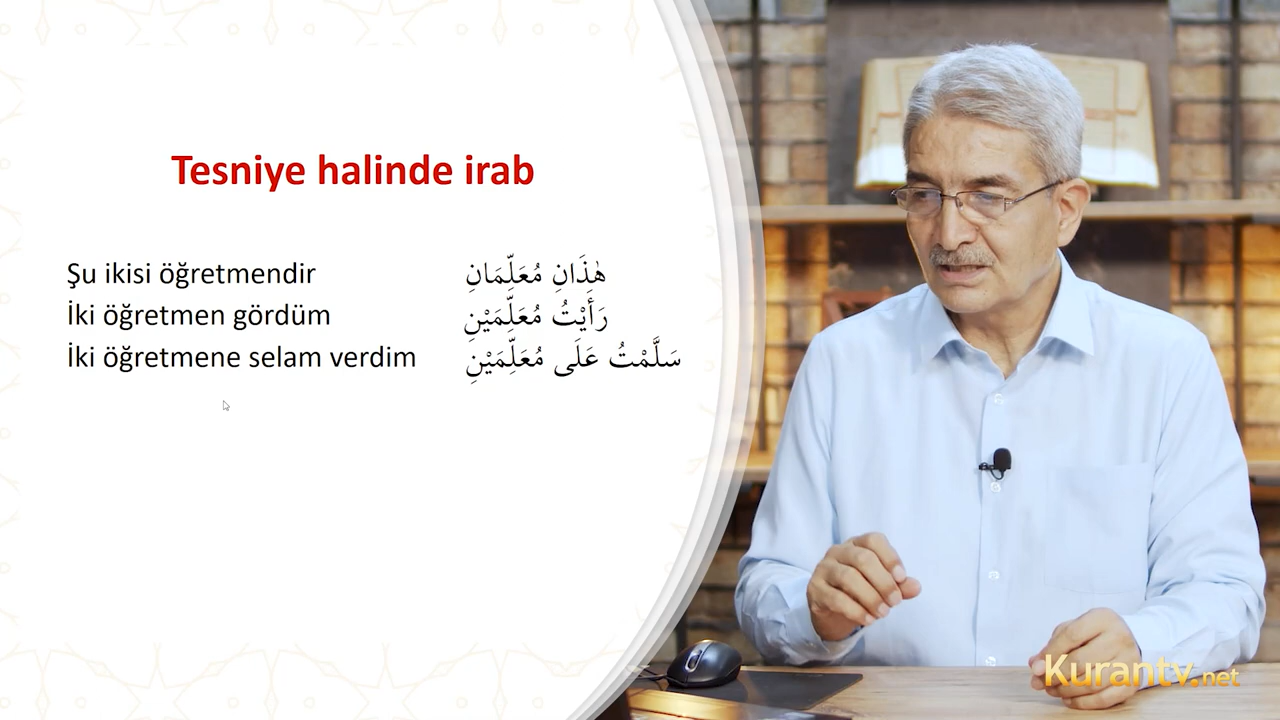 Tesniye halinde irab
Şu ikisi öğretmendir هٰذَانِ مُعَلِّمَانِ
İki öğretmen gördüm رَأَيْتُ مُعَلِّمَيْنِ
İki öğretmene selam verdim سَلَّمْتُ عَلَى مُعَلِّمَيْنِ
Kurantv.net